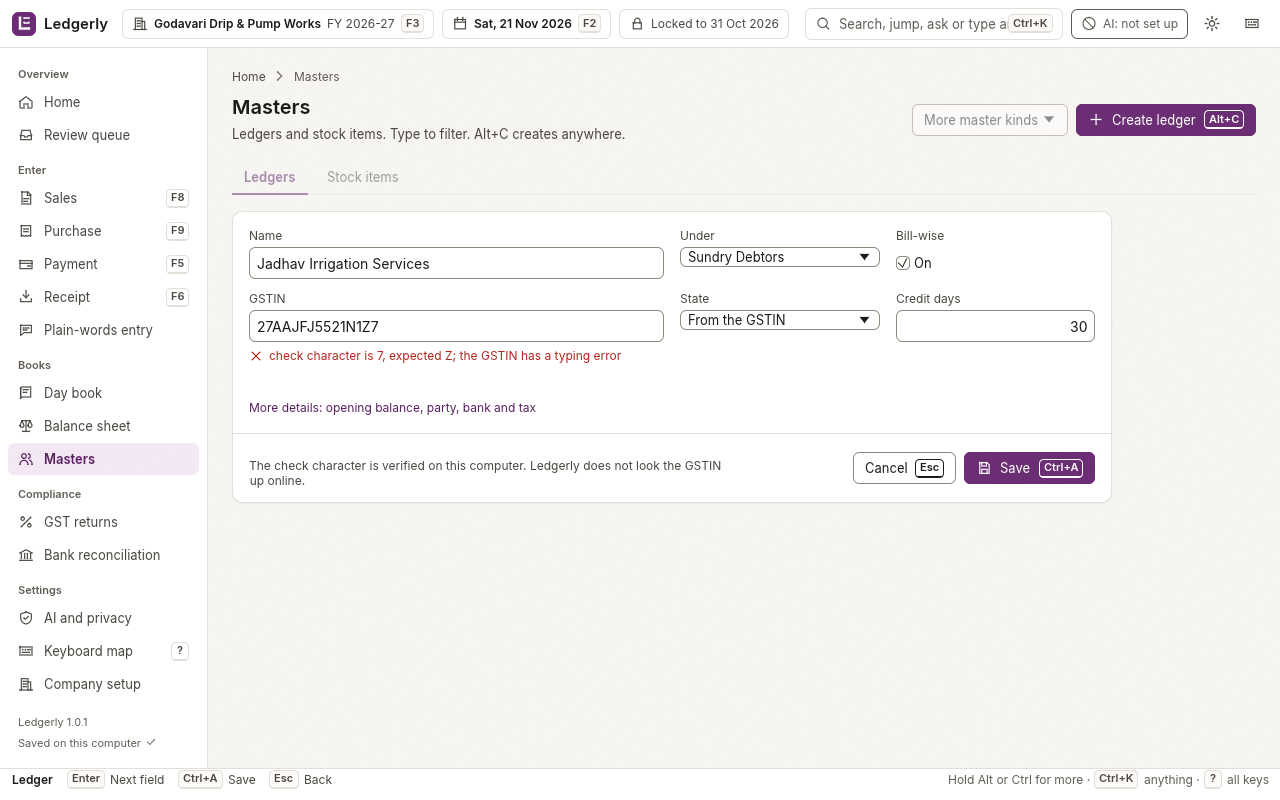 Ledgerly
Godavari Drip & Pump Works FY 2026-27 F3
Sat, 21 Nov 2026 F2
Locked to 31 Oct 2026
Search, jump, ask or type a Ctrl+K
AI: not set up
Overview
Home
Review queue
Enter
Sales F8
Purchase F9
Payment F5
Receipt F6
Plain-words entry
Books
Day book
Balance sheet
Masters
Compliance
GST returns
Bank reconciliation
Settings
AI and privacy
Keyboard map ?
Company setup
Ledgerly 1.0.1
Saved on this computer
Home Masters
Masters
Ledgers and stock items. Type to filter. Alt+C creates anywhere.
More master kinds
Create ledger Alt+C
Ledgers Stock items
Name Under Bill-wise
Jadhav Irrigation Services Sundry Debtors On
GSTIN State Credit days
27AAJFJ5521N1Z7 From the GSTIN 30
check character is 7, expected Z; the GSTIN has a typing error
More details: opening balance, party, bank and tax
The check character is verified on this computer. Ledgerly does not look the GSTIN
up online.
Cancel Esc Save Ctrl+A
Ledger Enter Next field Ctrl+A Save Esc Back
Hold Alt or Ctrl for more · Ctrl+K anything · ? all keys